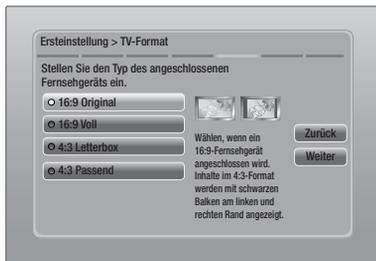 Ersteinstellung > TV-Format
Stellen Sie den Typ des angeschlossenen
Fernsehgeräts ein.
16:9 Original
16:9 Voll
4:3 Letterbox
4:3 Passend
Wählen, wenn ein
16:9-Fernsehgerät
angeschlossen wird.
Inhalte im 4:3-Format
werden mit schwarzen
Balken am linken und
rechten Rand angezeigt.
Zurück
Weiter